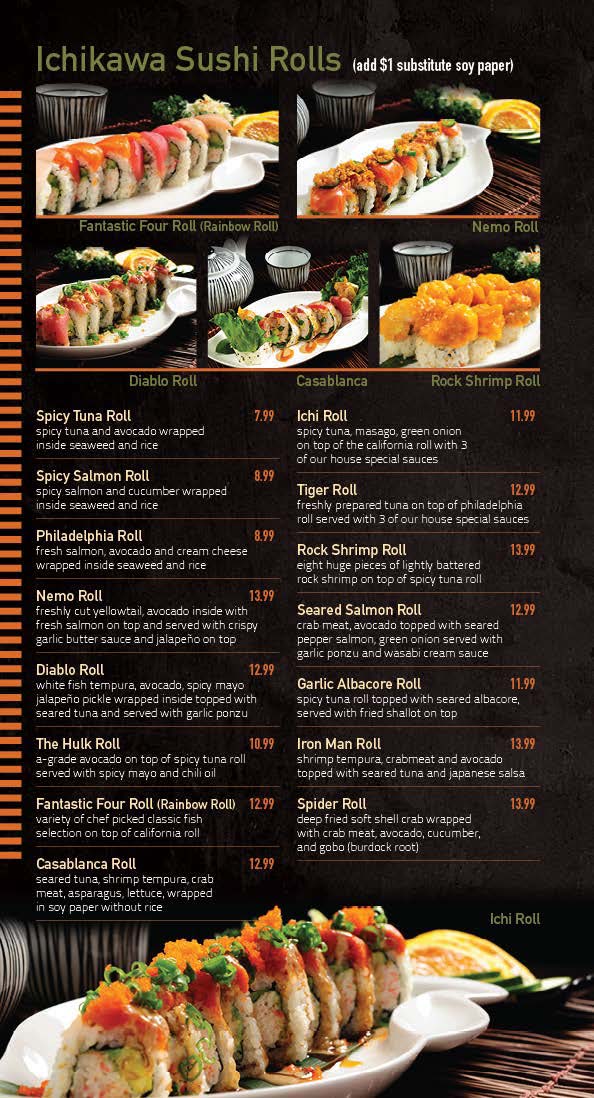 Ichikawa Sushi Rolls (add $1 substitute soy paper)
Fantastic Four Roll (Rainbow Roll)
Nemo Roll
Diablo Roll
Casablanca
Rock Shrimp Roll
Spicy Tuna Roll 7.99
spicy tuna and avocado wrapped
inside seaweed and rice
Spicy Salmon Roll 8.99
spicy salmon and cucumber wrapped
inside seaweed and rice
Philadelphia Roll 8.99
fresh salmon, avocado and cream cheese
wrapped inside seaweed and rice
Nemo Roll 13.99
freshly cut yellowtail, avocado inside with
fresh salmon on top and served with crispy
garlic butter sauce and jalapeño on top
Diablo Roll 12.99
white fish tempura, avocado, spicy mayo
jalapeño pickle wrapped inside topped with
seared tuna and served with garlic ponzu
The Hulk Roll 10.99
a-grade avocado on top of spicy tuna roll
served with spicy mayo and chili oil
Fantastic Four Roll (Rainbow Roll) 12.99
variety of chef picked classic fish
selection on top of california roll
Casablanca Roll 12.99
seared tuna, shrimp tempura, crab
meat, asparagus, lettuce, wrapped
in soy paper without rice
Ichi Roll 11.99
spicy tuna, masago, green onion
on top of the california roll with 3
of our house special sauces
Tiger Roll 12.99
freshly prepared tuna on top of philadelphia
roll served with 3 of our house special sauces
Rock Shrimp Roll 13.99
eight huge pieces of lightly battered
rock shrimp on top of spicy tuna roll
Seared Salmon Roll 12.99
crab meat, avocado topped with seared
pepper salmon, green onion served with
garlic ponzu and wasabi cream sauce
Garlic Albacore Roll 11.99
spicy tuna roll topped with seared albacore,
served with fried shallot on top
Iron Man Roll 13.99
shrimp tempura, crabmeat and avocado
topped with seared tuna and japanese salsa
Spider Roll 13.99
deep fried soft shell crab wrapped
with crab meat, avocado, cucumber,
and gobo (burdock root)
Ichi Roll